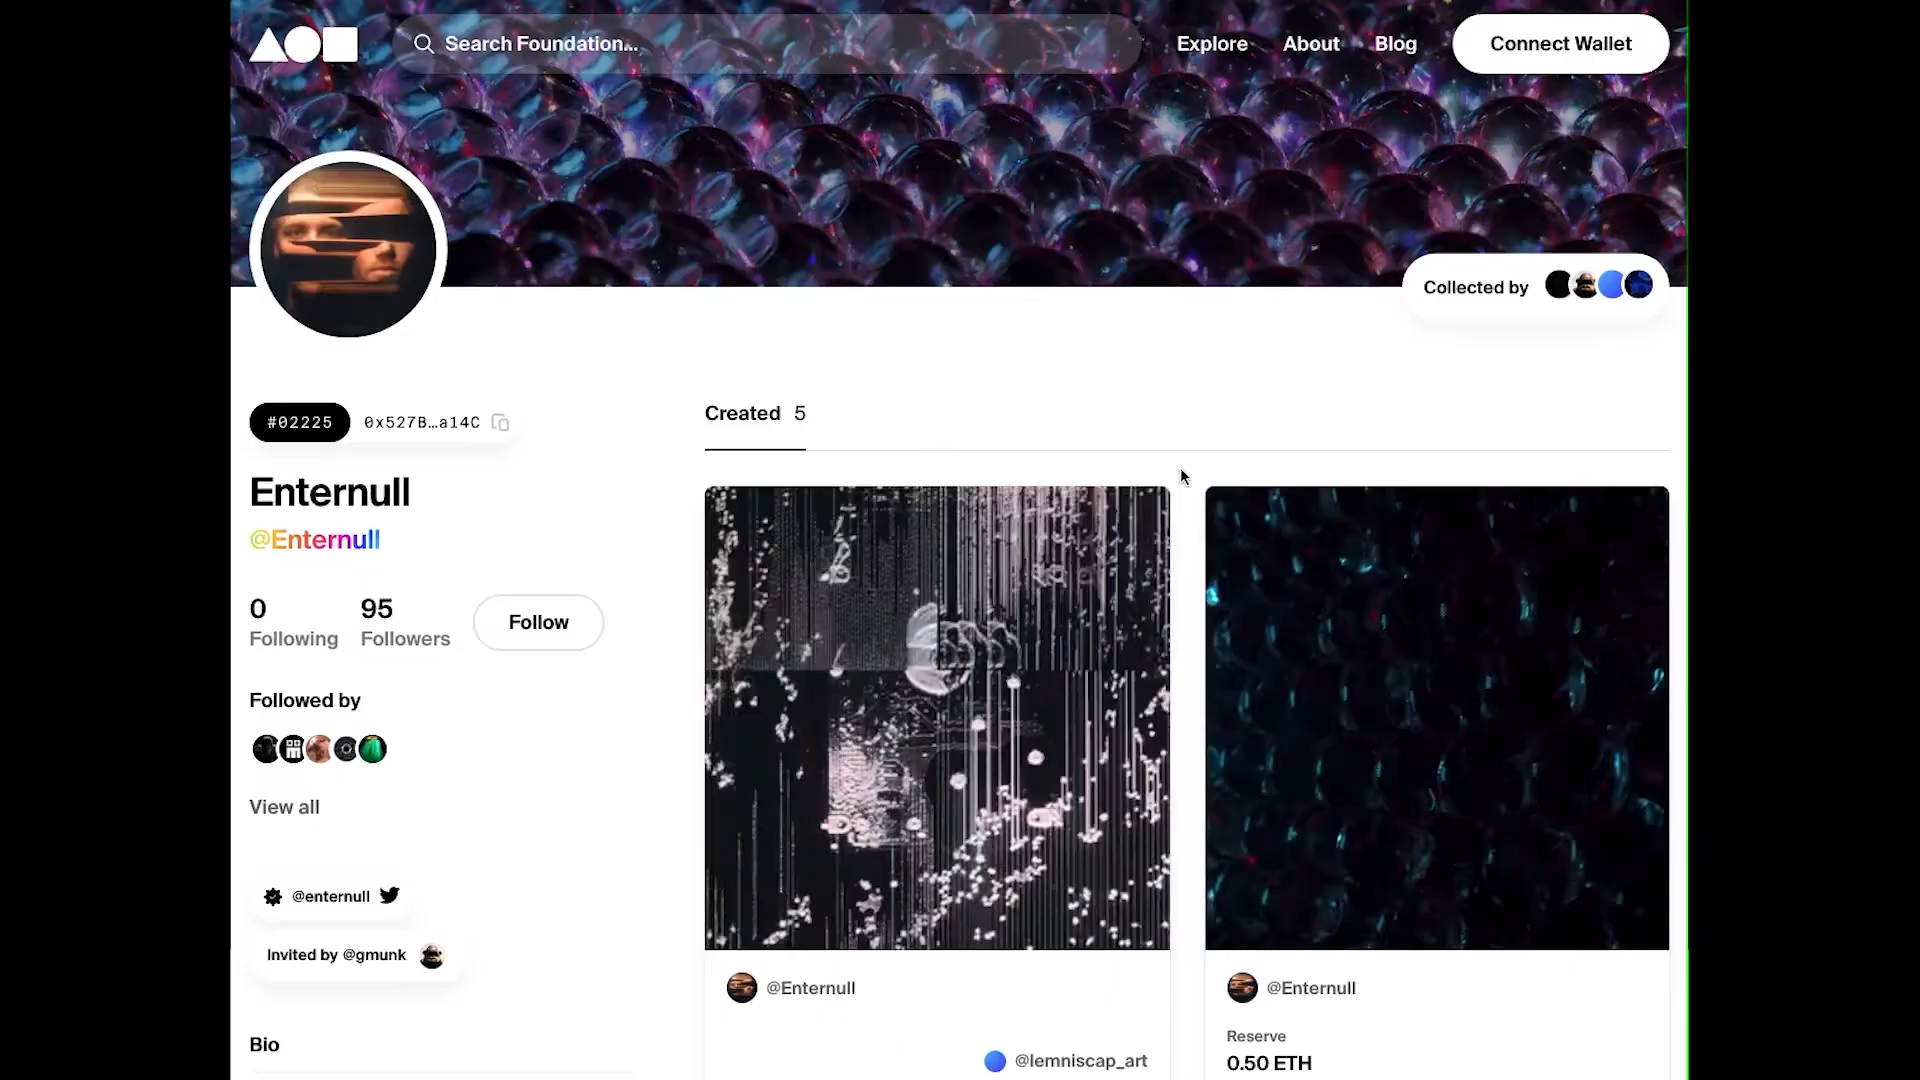 Search Foundation...
Explore
About
Blog
Connect Wallet
Collected by
#02225
0x527B…a14C
Enternull
@Enternull
0
Following
95
Followers
Follow
Followed by
View all
@enternull
Invited by @gmunk
Bio
Created 5
@Enternull
@lemniscap_art
@Enternull
Reserve
0.50 ETH